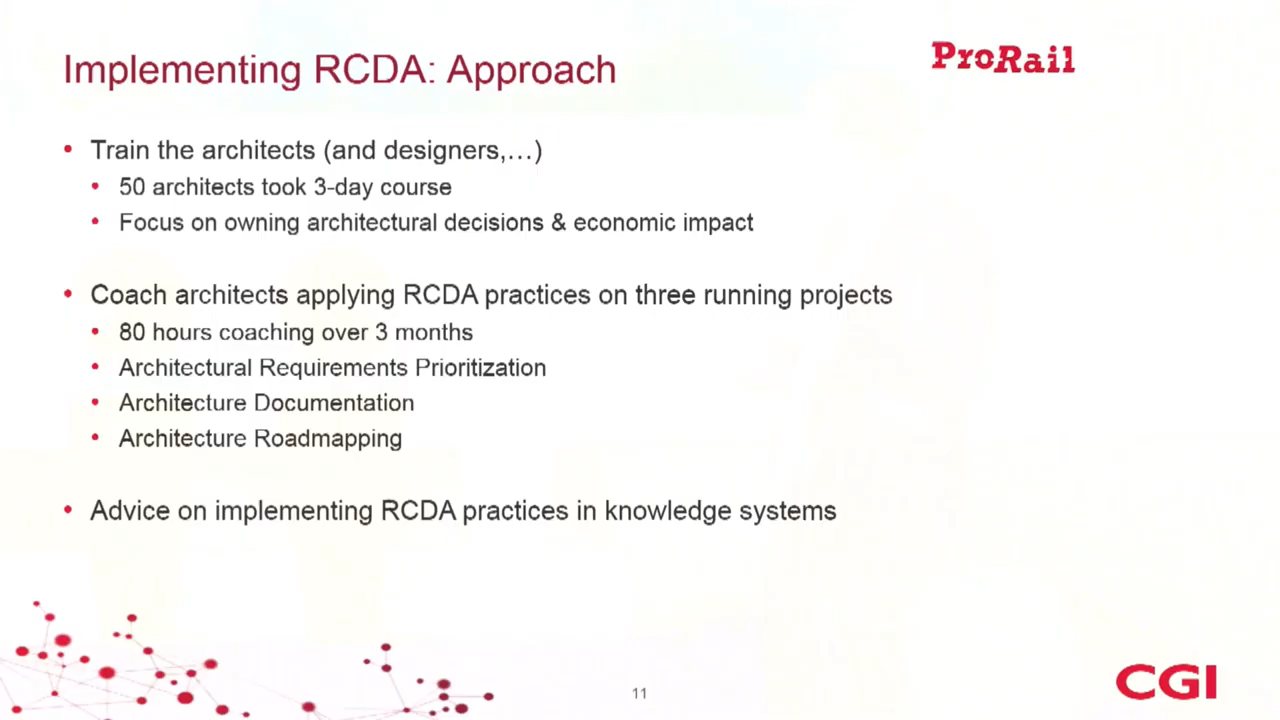 Implementing RCDA: Approach
ProRail
• Train the architects (and designers,…)
• 50 architects took 3-day course
• Focus on owning architectural decisions & economic impact
• Coach architects applying RCDA practices on three running projects
• 80 hours coaching over 3 months
• Architectural Requirements Prioritization
• Architecture Documentation
• Architecture Roadmapping
• Advice on implementing RCDA practices in knowledge systems
11
CGI